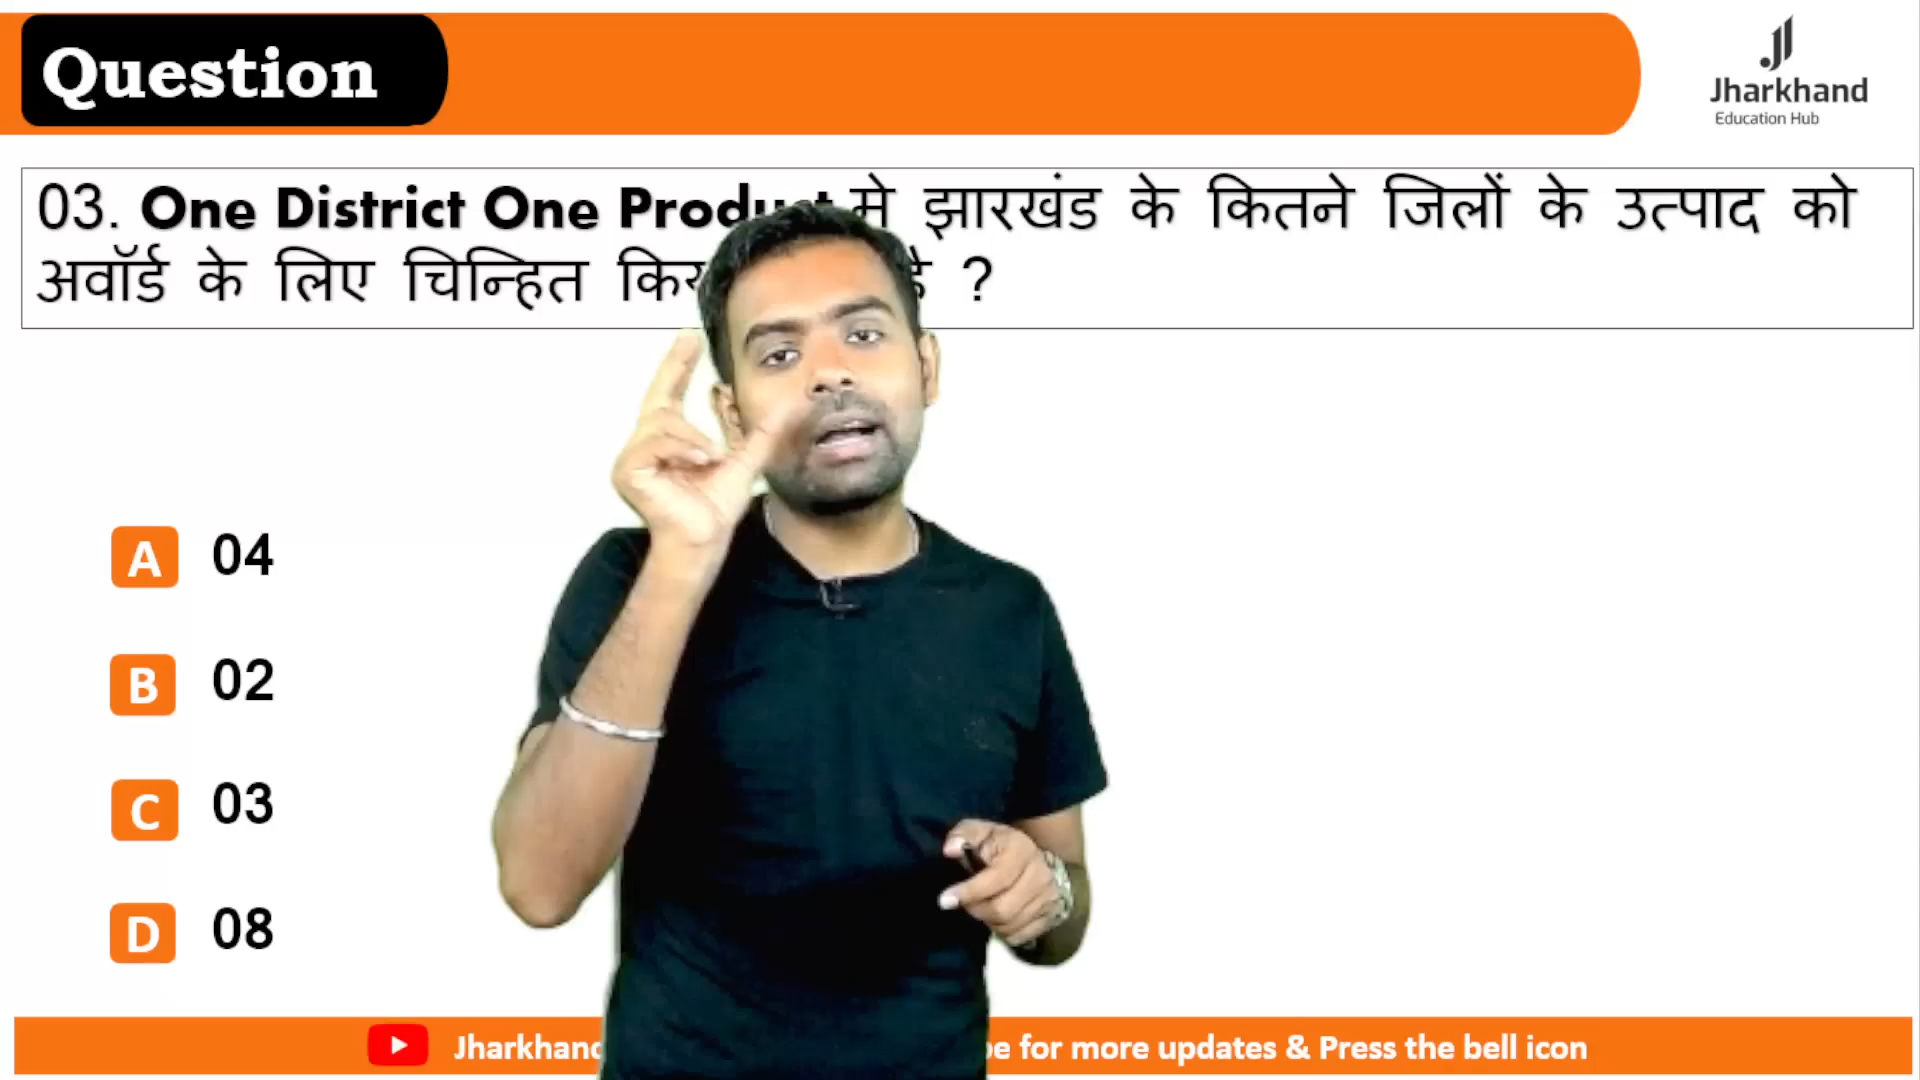 Question
Jharkhand
Education Hub
03. One District One Product मे झारखंड के कितने जिलों के उत्पाद को
अवॉर्ड के लिए चिन्हित है ?
A 04
B 02
C 03
D 08
Jharkhand for more updates & Press the bell icon